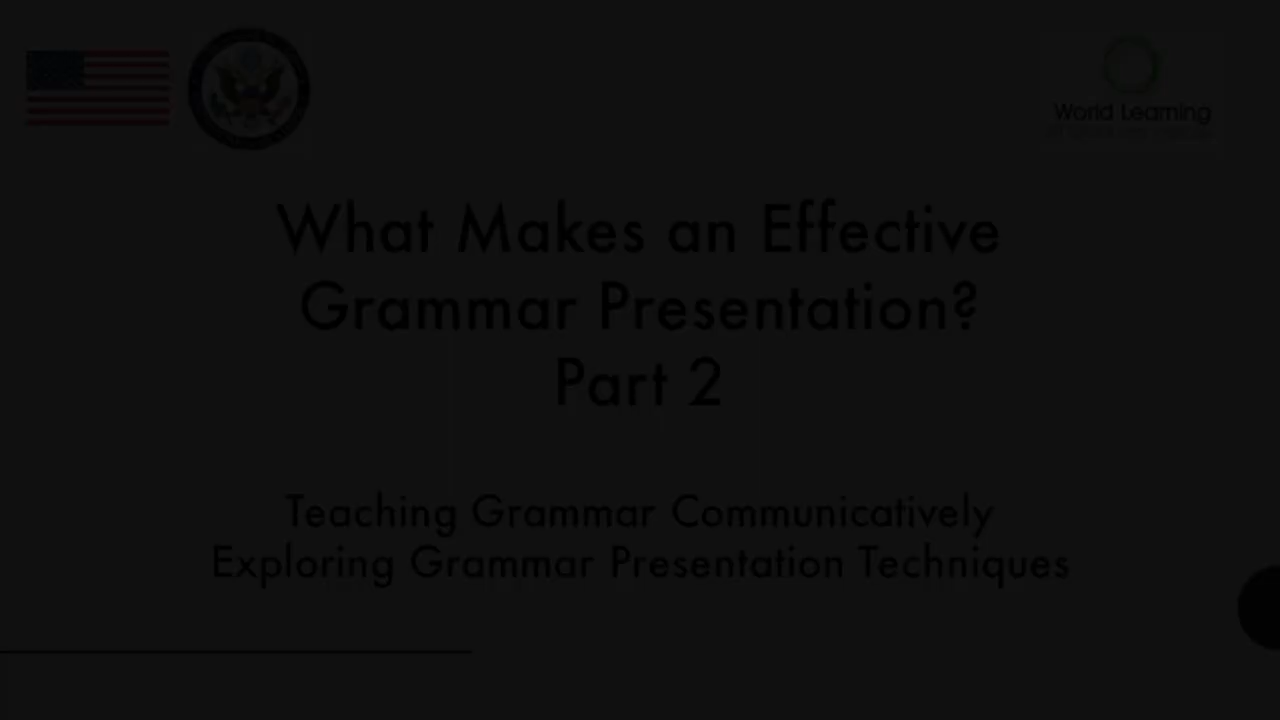 World Learning
What Makes an Effective
Grammar Presentation?
Part 2
Teaching Grammar Communicatively
Exploring Grammar Presentation Techniques